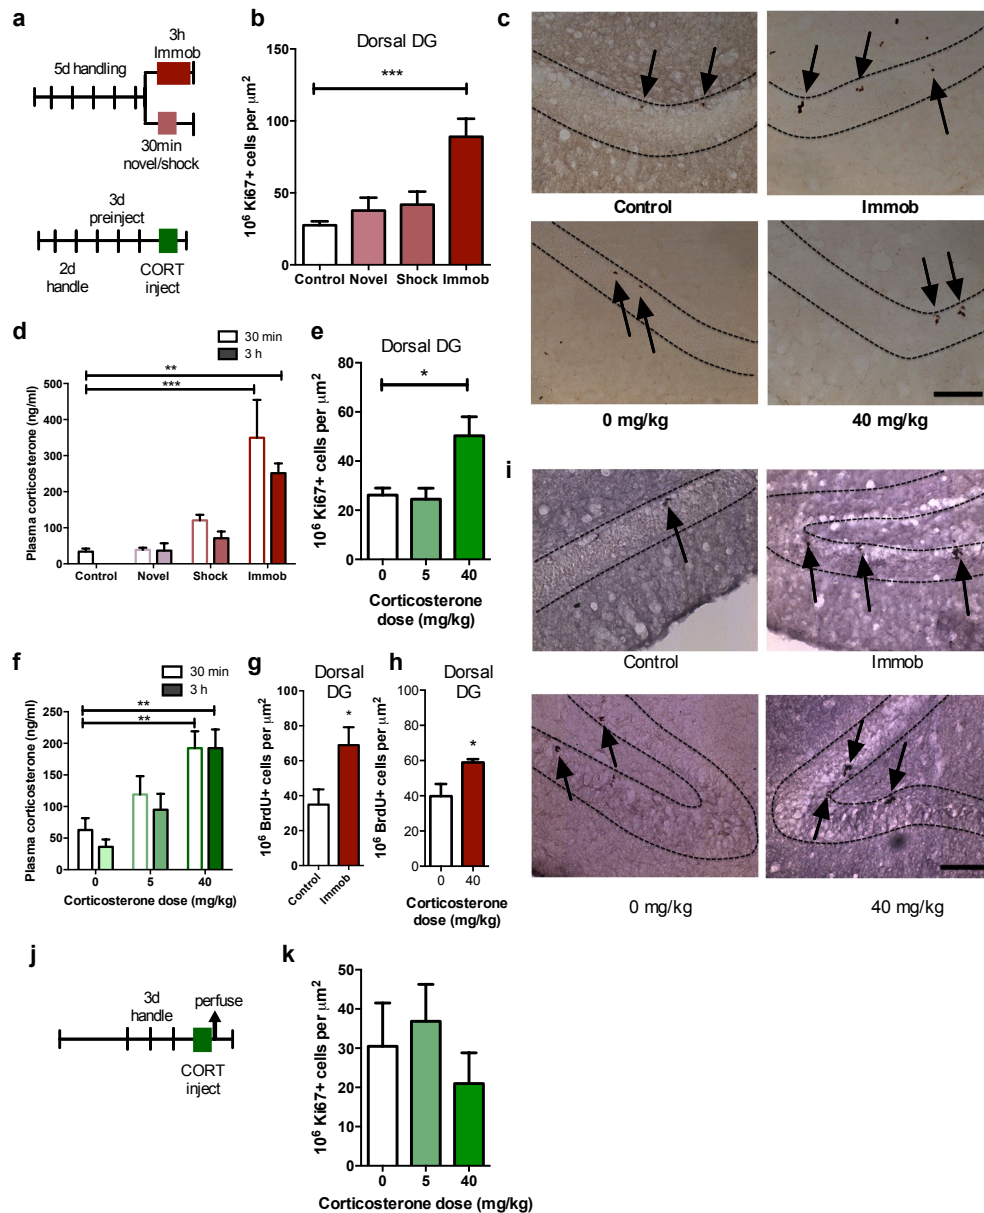 a
5d handling
3h
Immob
30min
novel/shock
3d
preinject
2d
handle
CORT
inject
b
Dorsal DG
***
10⁶ Ki67+ cells per μm²
150
100
50
0
Control Novel Shock Immob
c
Control
Immob
0 mg/kg
40 mg/kg
d
30 min
3 h
**
***
Plasma corticosterone (ng/ml)
500
400
300
200
100
0
Control Novel Shock Immob
e
Dorsal DG
*
10⁶ Ki67+ cells per μm²
80
60
40
20
0
0 5 40
Corticosterone
dose (mg/kg)
f
30 min
3 h
**
**
Plasma corticosterone (ng/ml)
250
200
150
100
50
0
0 5 40
Corticosterone dose (mg/kg)
g
Dorsal
DG
*
10⁶ BrdU+ cells per μm²
100
80
60
40
20
0
Control Immob
h
Dorsal
DG
*
10⁶ BrdU+ cells per μm²
100
80
60
40
20
0
0 40
Corticosterone
dose (mg/kg)
i
Control
Immob
0 mg/kg
40 mg/kg
j
3d
handle
perfuse
CORT
inject
k
10⁶ Ki67+ cells per μm²
50
40
30
20
10
0
0 5 40
Corticosterone dose (mg/kg)